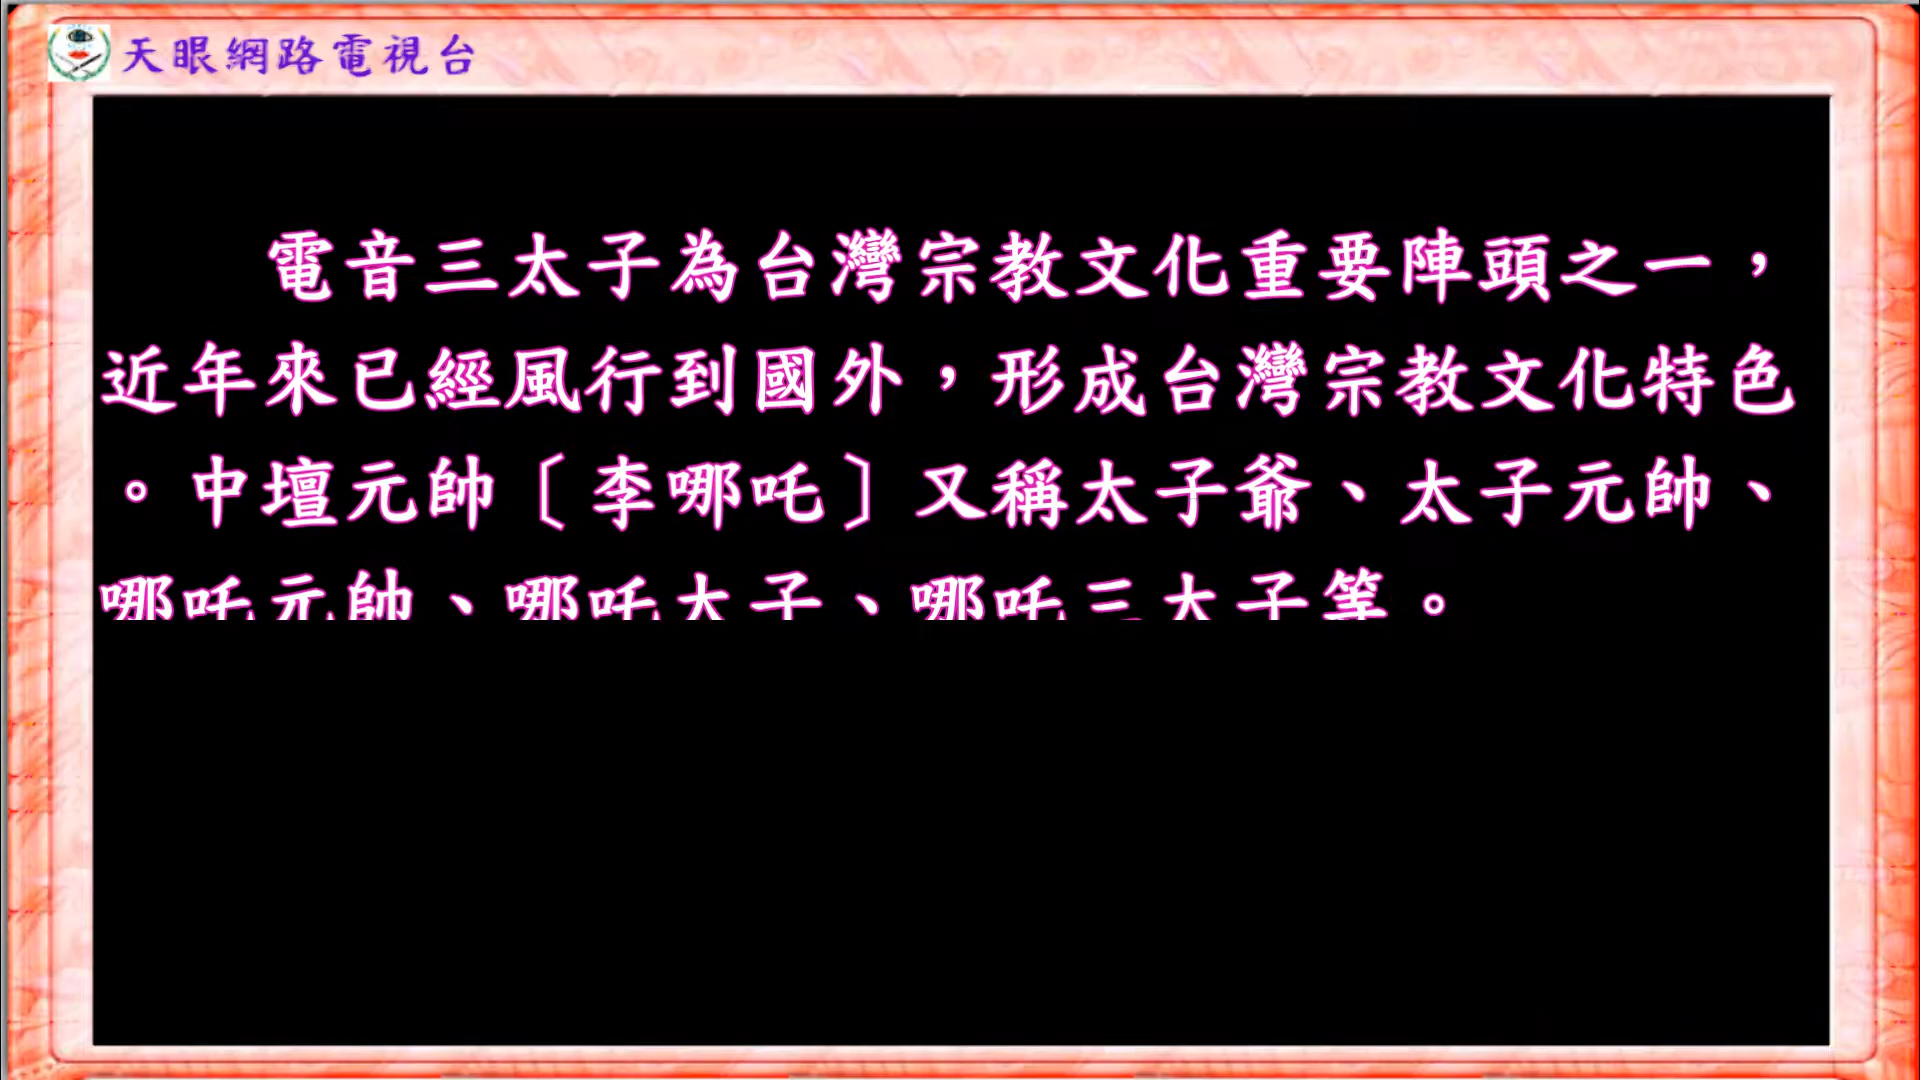 天眼網路電視台
電音三太子為台灣宗教文化重要陣頭之一，
近年來已經風行到國外，形成台灣宗教文化特色
。中壇元帥〔李哪吒〕又稱太子爺、太子元帥、
哪吒元帥、哪吒太子、哪吒三太子等。